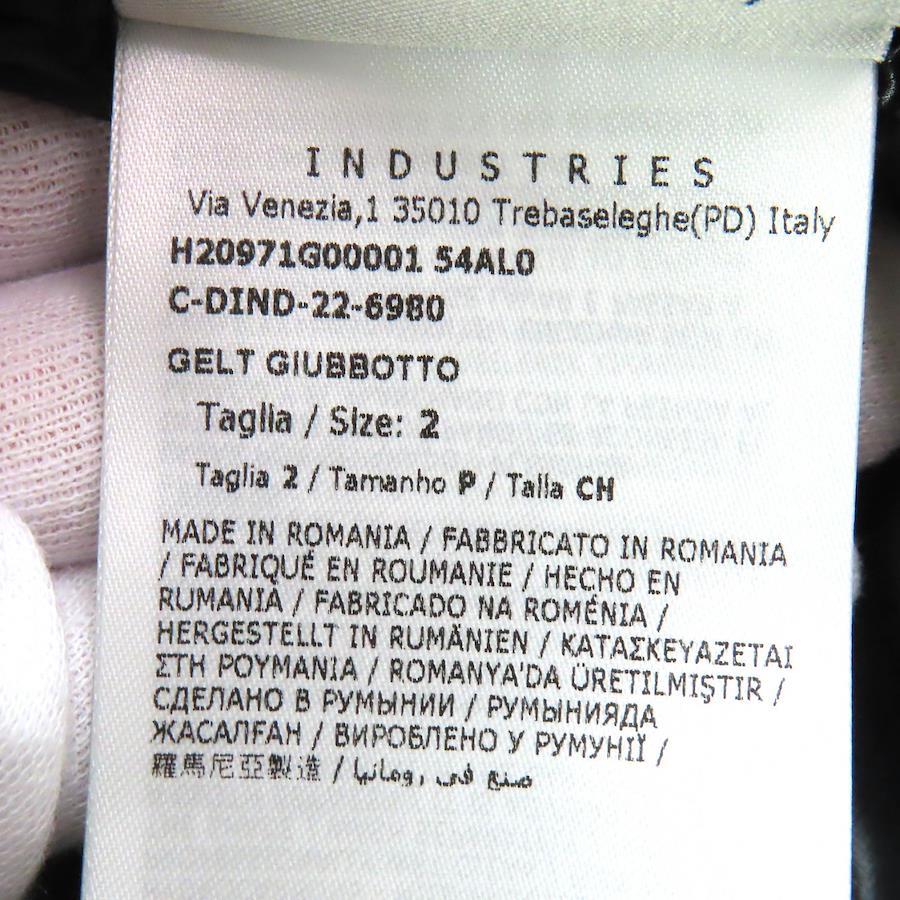 INDUSTRIES
Via Venezia,1 35010 Trebaseleghe(PD) Italy
H20971G00001 54AL0
C-DIND-22-6980
GELT GIUBBOTTO
Taglia / Size: 2
Taglia 2 / Tamanho P / Talla CH
MADE IN ROMANIA / FABBRICATO IN ROMANIA
/ FABRIQUÉ EN ROUMANIE / HECHO EN
RUMANIA / FABRICADO NA ROMÉNIA /
HERGESTELLT IN RUMÄNIEN / ΚΑΤΑΣΚΕΥΑΖΕΤΑΙ
ΣΤΗ ΡΟΥΜΑΝΙΑ / ROMANYA'DA ÜRETILMIŞTIR /
СДЕЛАНО В РУМЫНИИ / РУМЫНИЯДА
ЖАСАЛҒАН / ВИРОБЛЕНО У РУМУНІЇ /
羅馬尼亞製造 / صنع في رومانيا